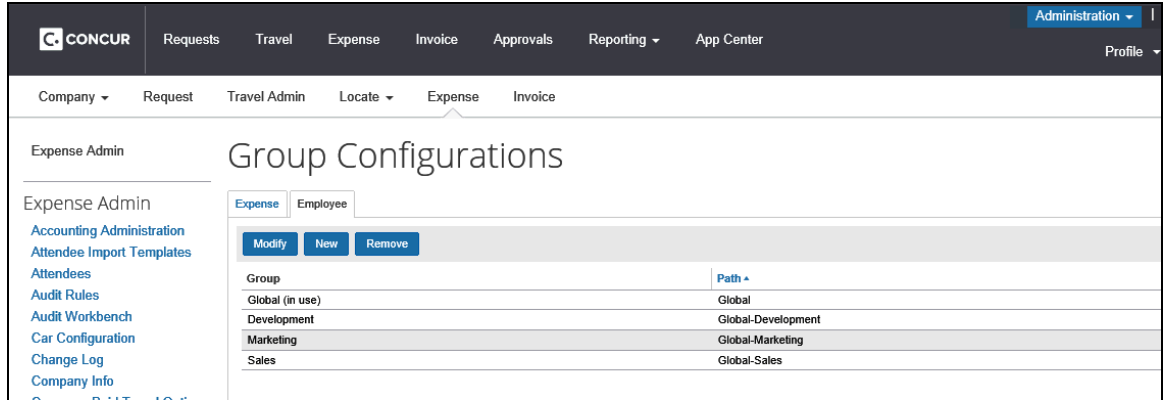 Administration
C. CONCUR Requests Travel Expense Invoice Approvals Reporting App Center
Profile
Company Request Travel Admin Locate Expense Invoice
Expense Admin
Group Configurations
Expense Admin
Expense Employee
Accounting Administration
Attendee Import Templates
Modify New Remove
Attendees
Group Path
Audit Rules
Global (in use) Global
Audit Workbench
Development Global-Development
Car Configuration
Marketing Global-Marketing
Change Log
Sales Global-Sales
Company Info